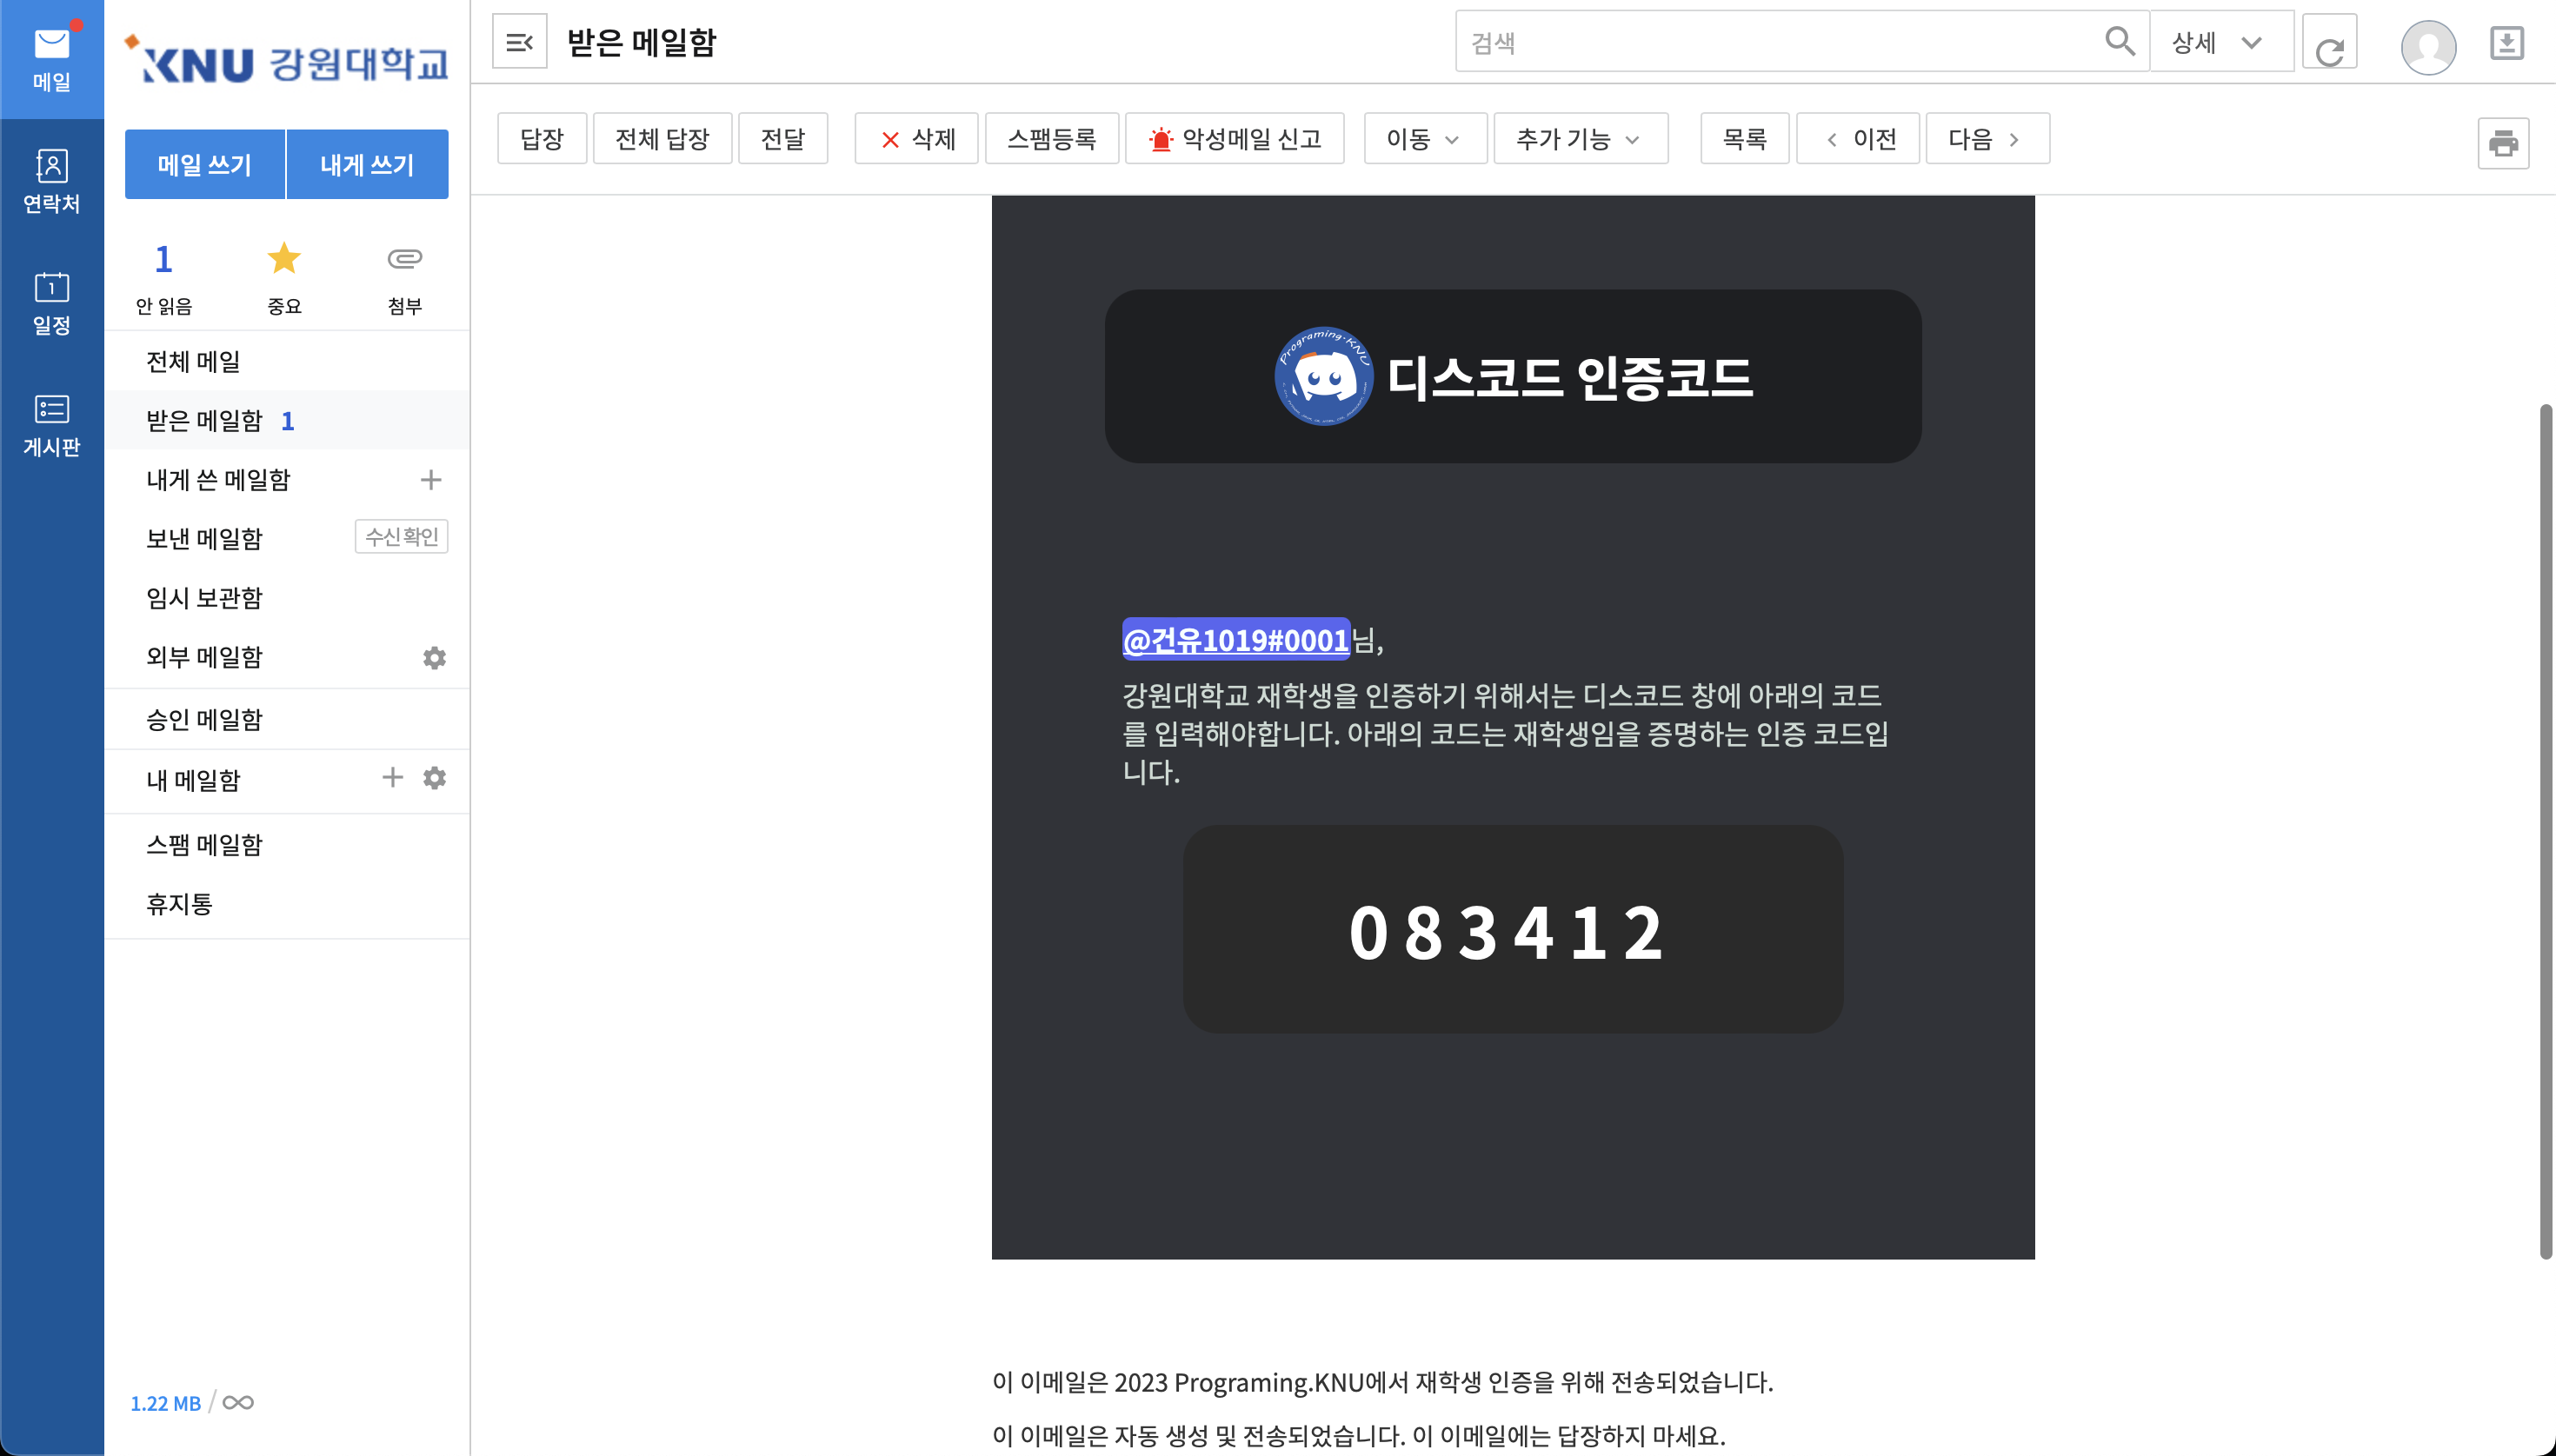 메일
연락처
1
일정
게시판
KNU 강원대학교
메일 쓰기
내게 쓰기
1
안 읽음
중요
첨부
전체 메일
받은 메일함 1
내게 쓴 메일함
보낸 메일함
수신확인
임시 보관함
외부 메일함
승인 메일함
내 메일함
스팸 메일함
휴지통
1.22 MB / ∞
받은 메일함
검색
상세
답장
전체 답장
전달
삭제
스팸등록
악성메일 신고
이동
추가 기능
목록
이전
다음
Programing.KNU
디스코드 인증코드
@건유1019#0001님,
강원대학교 재학생을 인증하기 위해서는 디스코드 창에 아래의 코드
를 입력해야합니다. 아래의 코드는 재학생임을 증명하는 인증 코드입
니다.
083412
이 이메일은 2023 Programing.KNU에서 재학생 인증을 위해 전송되었습니다.
이 이메일은 자동 생성 및 전송되었습니다. 이 이메일에는 답장하지 마세요.